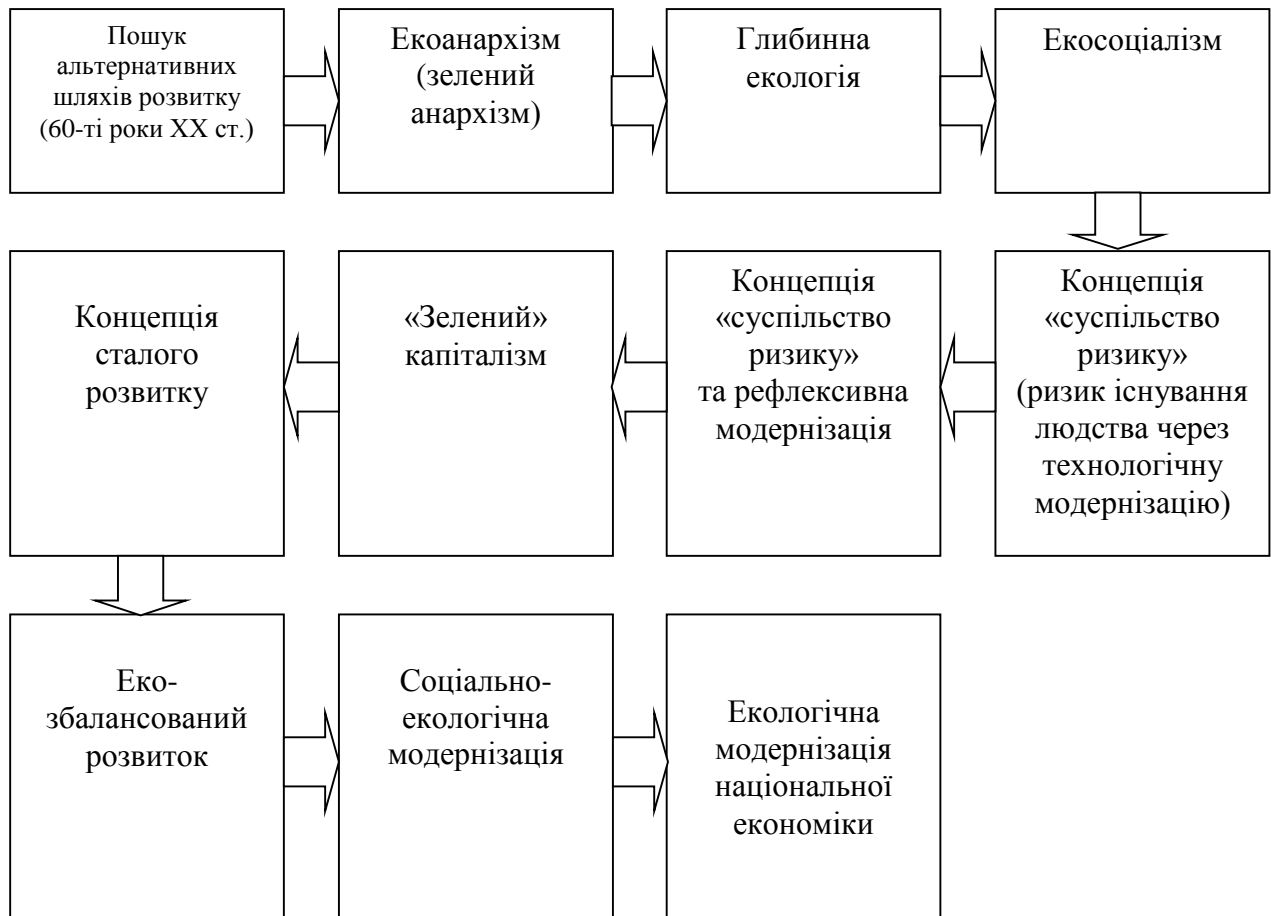 Пошук
альтернативних
шляхів розвитку
(60-ті роки ХХ ст.)
Екоанархізм
(зелений
анархізм)
Глибинна
екологія
Екосоціалізм
Концепція
«суспільство
ризику»
(ризик існування
людства через
технологічну
модернізацію)
Концепція
«суспільство
ризику»
та рефлексивна
модернізація
«Зелений»
капіталізм
Концепція
сталого
розвитку
Еко-
збалансований
розвиток
Соціально-
екологічна
модернізація
Екологічна
модернізація
національної
економіки